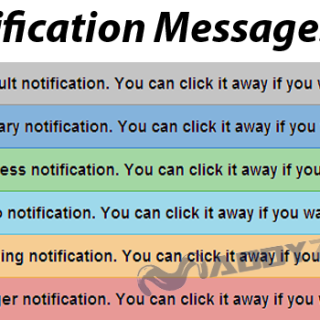 ification Message
ult notification. You can click it away if you w
ary notification. You can click it away if you
ess notification. You can click it away if you
o notification. You can click it away if you wa
ing notification. You can click it away if you
ger notification. You can click it away if you w